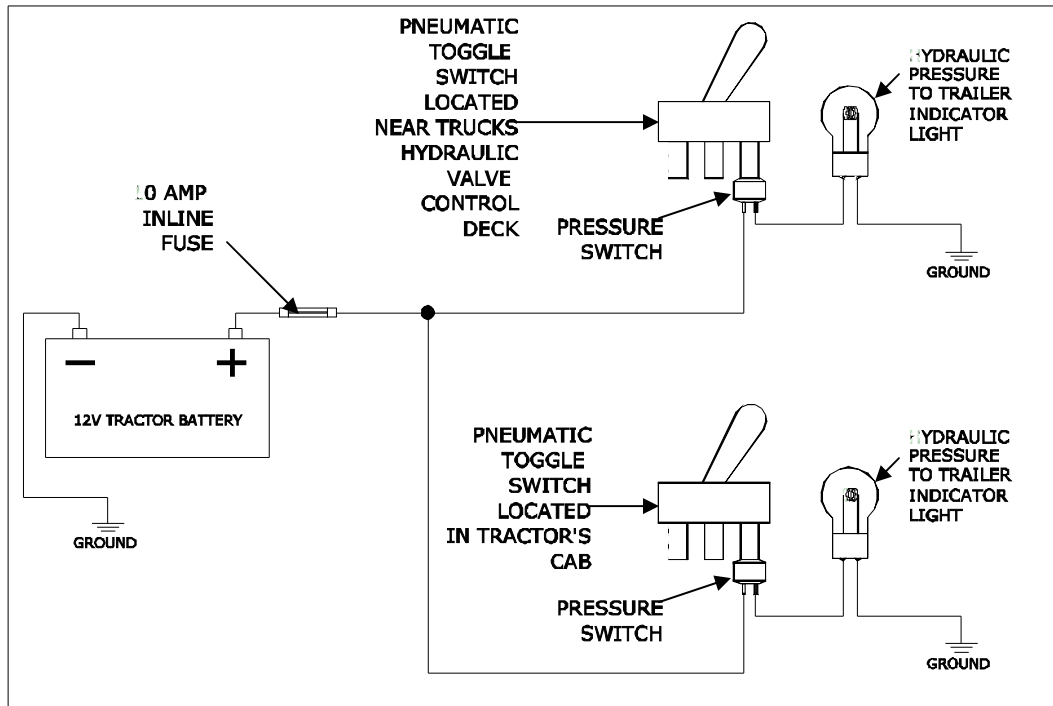 PNEUMATIC
TOGGLE
SWITCH
LOCATED
NEAR TRUCKS
HYDRAULIC
VALVE
CONTROL
DECK
HYDRAULIC
PRESSURE
TO TRAILER
INDICATOR
LIGHT
10 AMP
INLINE
FUSE
PRESSURE
SWITCH
GROUND
− +
12V TRACTOR BATTERY
GROUND
PNEUMATIC
TOGGLE
SWITCH
LOCATED
IN TRACTOR'S
CAB
HYDRAULIC
PRESSURE
TO TRAILER
INDICATOR
LIGHT
PRESSURE
SWITCH
GROUND